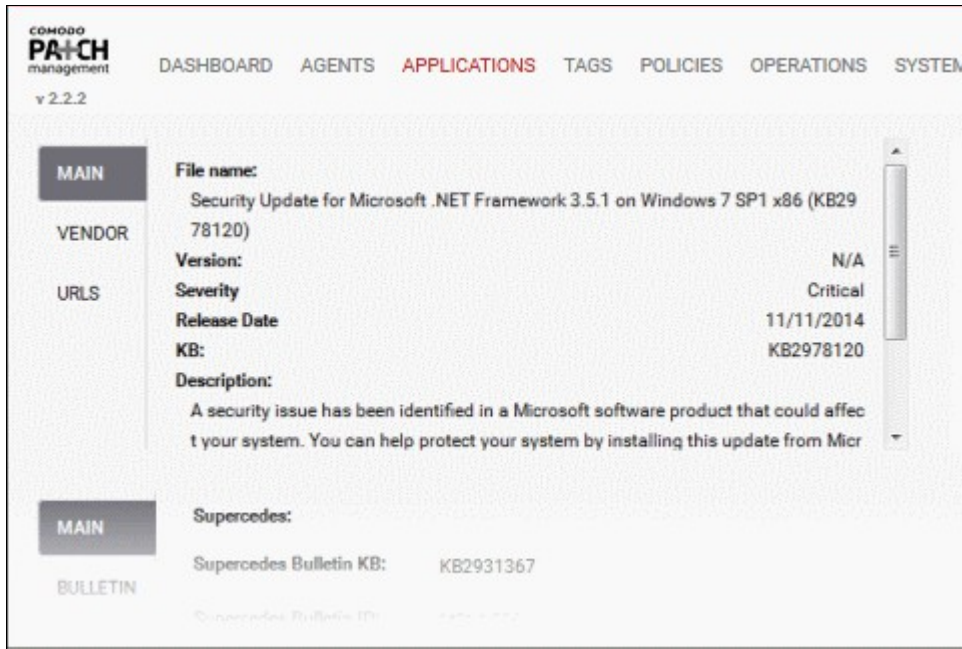 COMODO
PATCH
management
v 2.2.2
DASHBOARD AGENTS APPLICATIONS TAGS POLICIES OPERATIONS SYSTEM
MAIN
VENDOR
URLS
File name:
Security Update for Microsoft .NET Framework 3.5.1 on Windows 7 SP1 x86 (KB29
78120)
Version: N/A
Severity Critical
Release Date 11/11/2014
KB: KB2978120
Description:
A security issue has been identified in a Microsoft software product that could affec
t your system. You can help protect your system by installing this update from Micr
MAIN
BULLETIN
Supercedes:
Supercedes Bulletin KB: KB2931367
Supercedes Bulletin ID: